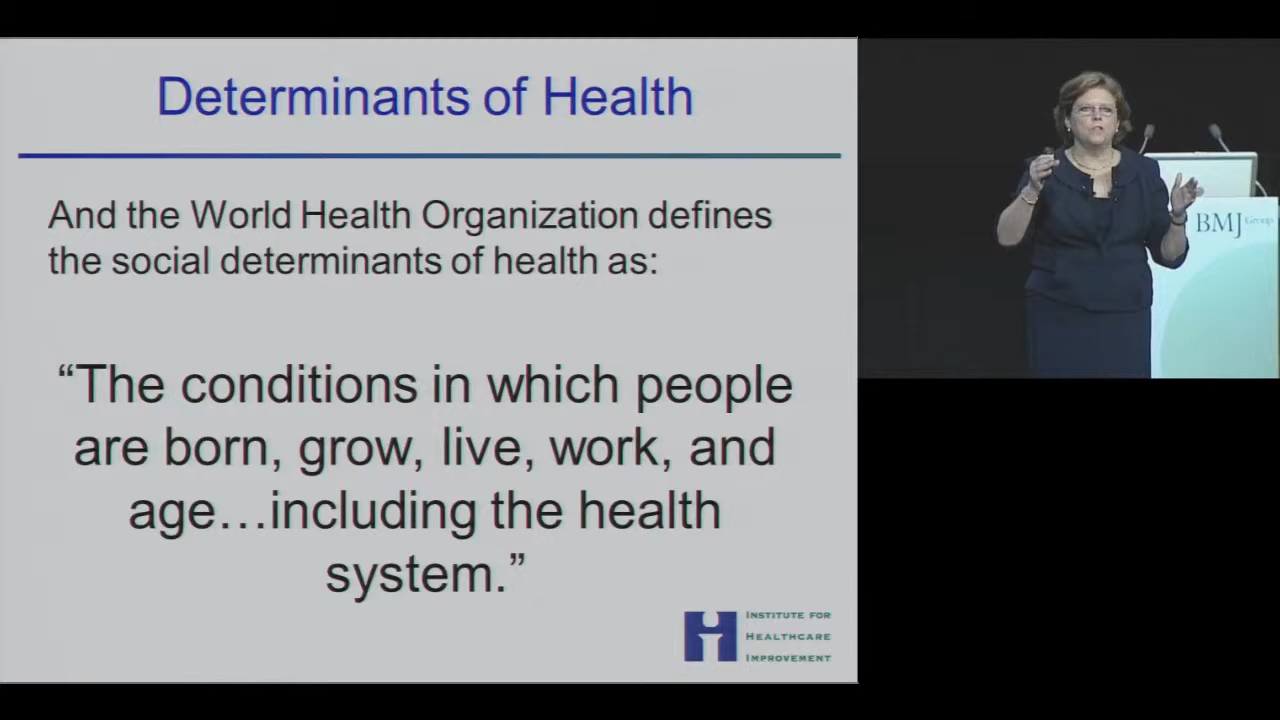 Determinants of Health
And the World Health Organization defines
the social determinants of health as:
“The conditions in which people
are born, grow, live, work, and
age…including the health
system.”
INSTITUTE FOR
HEALTHCARE
IMPROVEMENT
BMJ Group